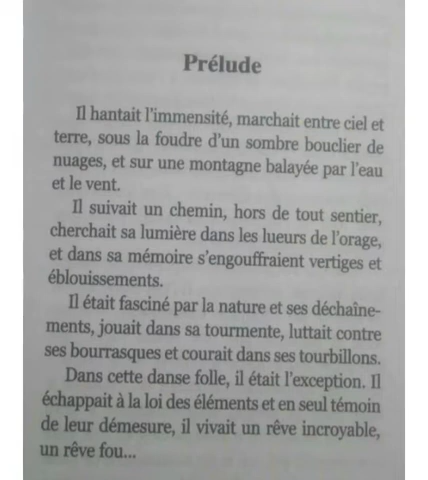 Prélude
Il hantait l'immensité, marchait entre ciel et
terre, sous la foudre d'un sombre bouclier de
nuages, et sur une montagne balayée par l'eau
et le vent.
Il suivait un chemin, hors de tout sentier,
cherchait sa lumière dans les lueurs de l'orage,
et dans sa mémoire s'engouffraient vertiges et
éblouissements.
Il était fasciné par la nature et ses déchaîne-
ments, jouait dans sa tourmente, luttait contre
ses bourrasques et courait dans ses tourbillons.
Dans cette danse folle, il était l'exception. Il
échappait à la loi des éléments et en seul témoin
de leur démesure, il vivait un rêve incroyable,
un rêve fou...